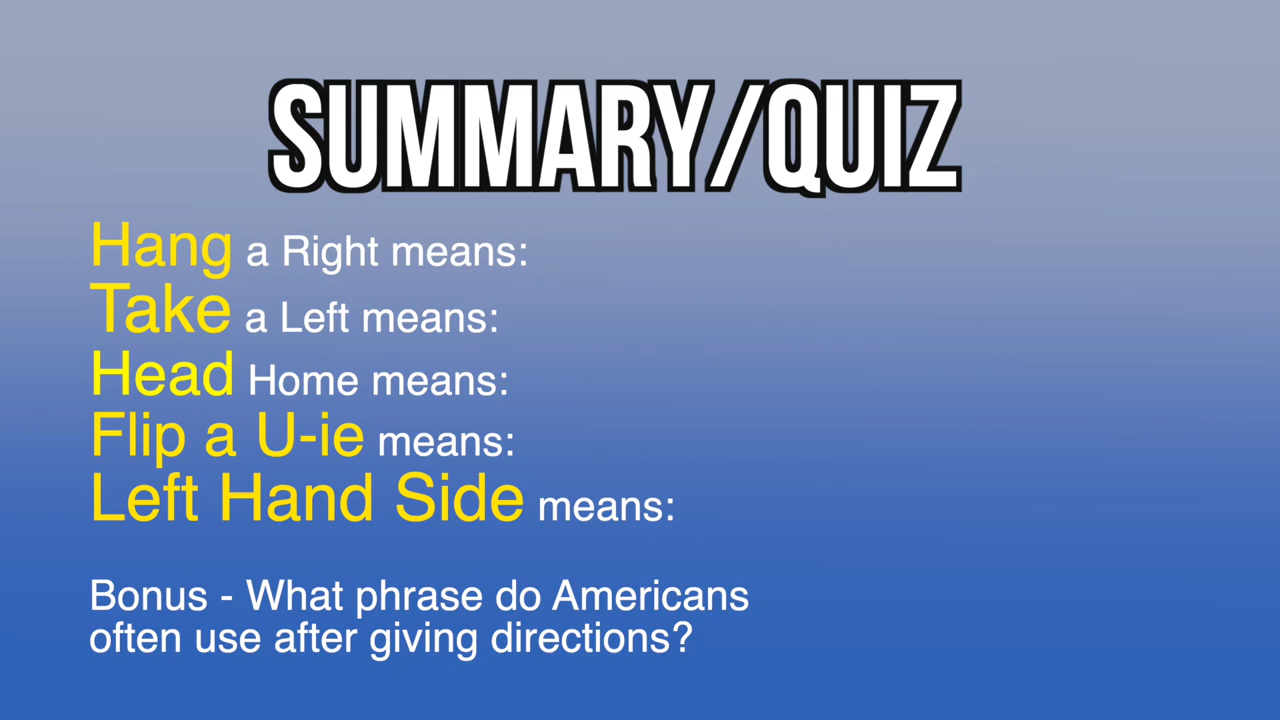 SUMMARY/QUIZ
Hang a Right means:
Take a Left means:
Head Home means:
Flip a U-ie means:
Left Hand Side means:
Bonus - What phrase do Americans
often use after giving directions?